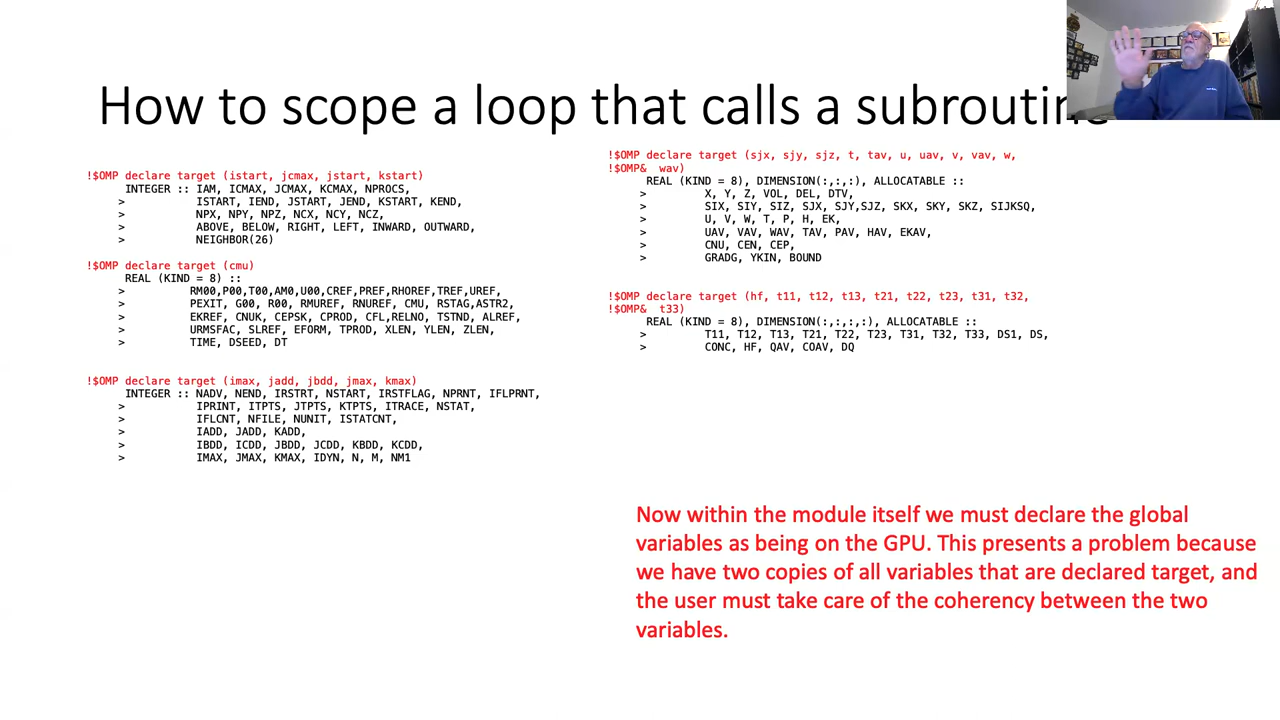 How to scope a loop that calls a subroutine
!$OMP declare target (istart, jcmax, jstart, kstart)
INTEGER :: IAM, ICMAX, JCMAX, KCMAX, NPROCS,
> ISTART, IEND, JSTART, JEND, KSTART, KEND,
> NPX, NPY, NPZ, NCX, NCY, NCZ,
> ABOVE, BELOW, RIGHT, LEFT, INWARD, OUTWARD,
> NEIGHBOR(26)
!$OMP declare target (cmu)
REAL (KIND = 8) ::
> RM00,P00,T00,AM0,U00,CREF,PREF,RHOREF,TREF,UREF,
> PEXIT, G00, R00, RMUREF, RNUREF, CMU, RSTAG,ASTR2,
> EKREF, CNUK, CEPSK, CPROD, CFL,RELNO, TSTND, ALREF,
> URMSFAC, SLREF, EFORM, TPROD, XLEN, YLEN, ZLEN,
> TIME, DSEED, DT
!$OMP declare target (imax, jadd, jbdd, jmax, kmax)
INTEGER :: NADV, NEND, IRSTRT, NSTART, IRSTFLAG, NPRNT, IFLPRNT,
> IPRINT, ITPTS, JTPTS, KTPTS, ITRACE, NSTAT,
> IFLCNT, NFILE, NUNIT, ISTATCNT,
> IADD, JADD, KADD,
> IBDD, ICDD, JBDD, JCDD, KBDD, KCDD,
> IMAX, JMAX, KMAX, IDYN, N, M, NM1
!$OMP declare target (sjx, sjy, sjz, t, tav, u, uav, v, vav, w,
!$OMP& wav)
REAL (KIND = 8), DIMENSION(:,:,:), ALLOCATABLE ::
> X, Y, Z, VOL, DEL, DTV,
> SIX, SIY, SIZ, SJX, SJY,SJZ, SKX, SKY, SKZ, SIJKSQ,
> U, V, W, T, P, H, EK,
> UAV, VAV, WAV, TAV, PAV, HAV, EKAV,
> CNU, CEN, CEP,
> GRADG, YKIN, BOUND
!$OMP declare target (hf, t11, t12, t13, t21, t22, t23, t31, t32,
!$OMP& t33)
REAL (KIND = 8), DIMENSION(:,:,:,:), ALLOCATABLE ::
> T11, T12, T13, T21, T22, T23, T31, T32, T33, DS1, DS,
> CONC, HF, QAV, COAV, DQ
Now within the module itself we must declare the global
variables as being on the GPU. This presents a problem because
we have two copies of all variables that are declared target, and
the user must take care of the coherency between the two
variables.